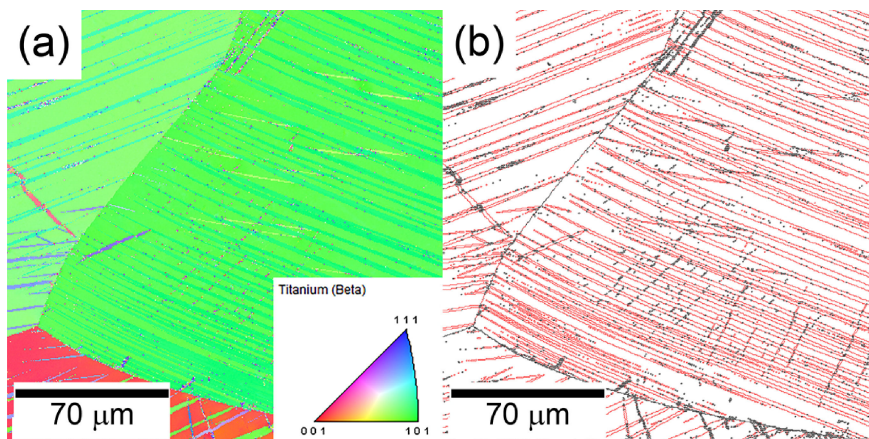 (a)
(b)
Titanium (Beta)
1 1 1
0 0 1
1 0 1
70 μm
70 μm